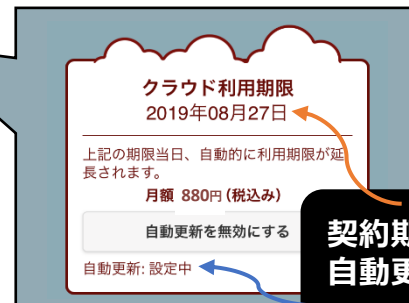 クラウド利用期限
2019年08月27日
上記の期限当日、自動的に利用期限が延
長されます。
月額 880円(税込み)
自動更新を無効にする
自動更新: 設定中
契約期
自動更